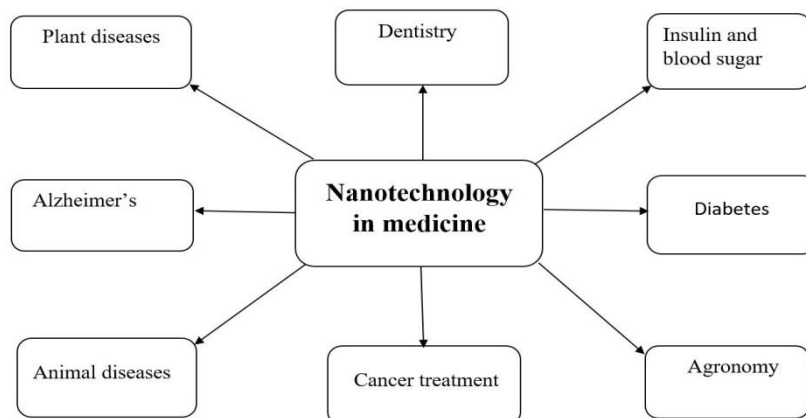 Plant diseases
Dentistry
Insulin and
blood sugar
Alzheimer’s
Nanotechnology
in medicine
Diabetes
Animal diseases
Cancer treatment
Agronomy